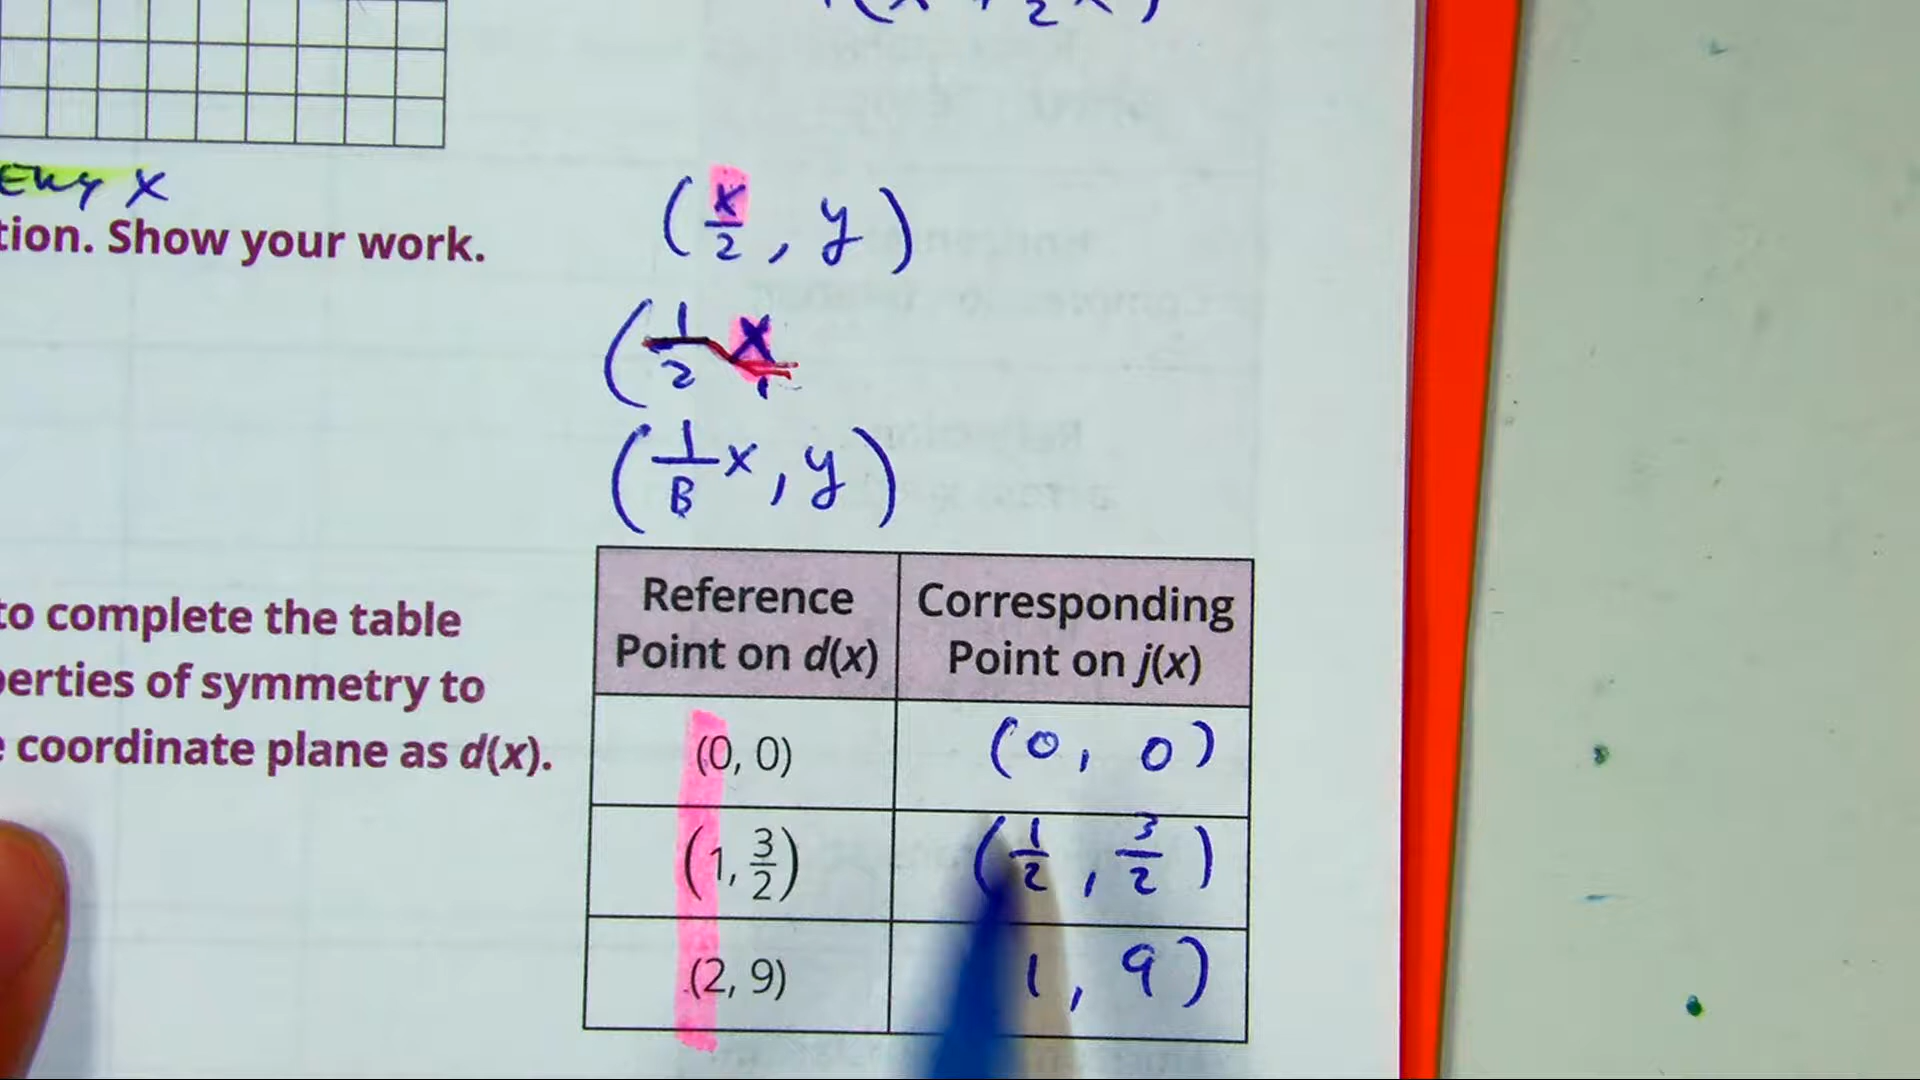 x
tion. Show your work.
(x/2, y)
(1/2 x/1
(1/B x, y)
to complete the table
erties of symmetry to
coordinate plane as d(x).
Reference Point on d(x)
Corresponding Point on j(x)
(0, 0) (0, 0)
(1, 3/2) (1/2, 3/2)
(2, 9) 1, 9)